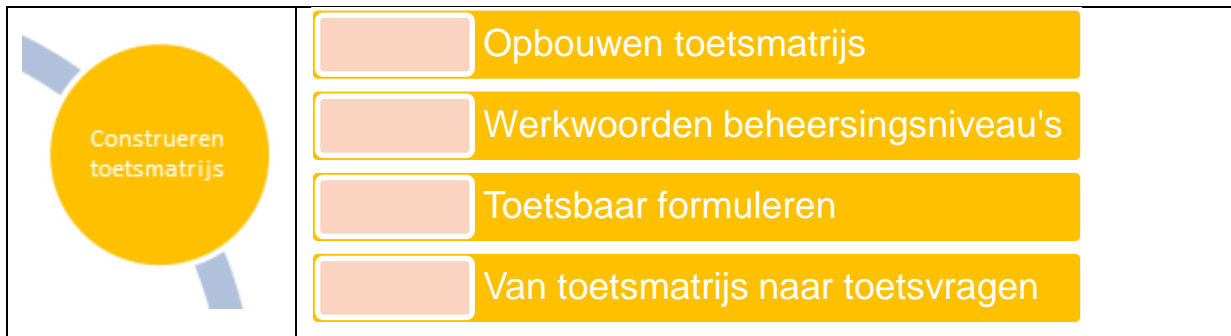 Construeren
toetsmatrijs
Opbouwen toetsmatrijs
Werkwoorden beheersingsniveau's
Toetsbaar formuleren
Van toetsmatrijs naar toetsvragen